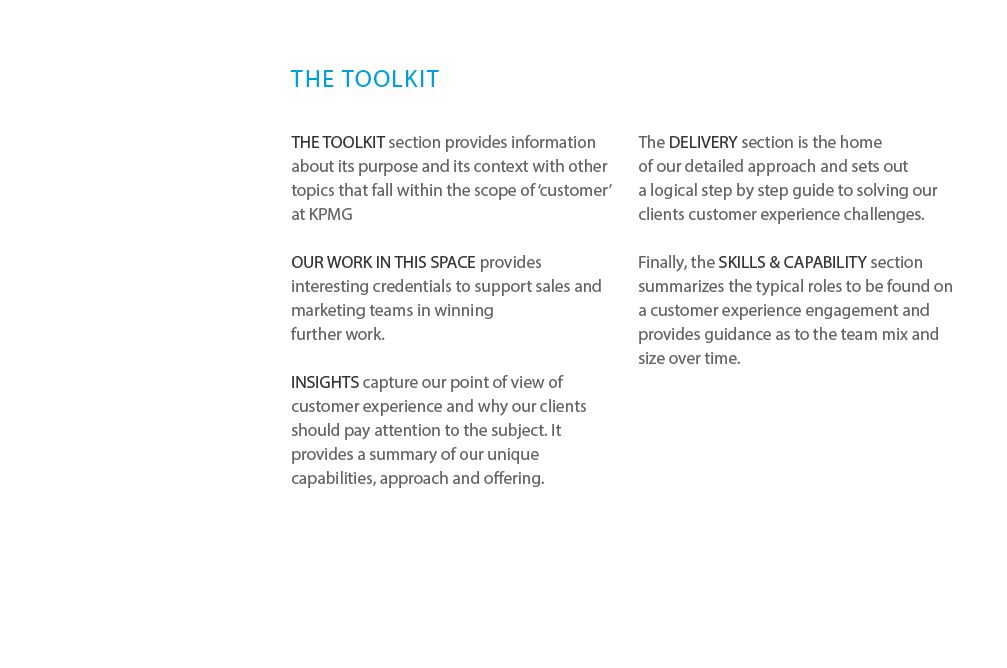 THE TOOLKIT
THE TOOLKIT section provides information
about its purpose and its context with other
topics that fall within the scope of ‘customer’
at KPMG
OUR WORK IN THIS SPACE provides
interesting credentials to support sales and
marketing teams in winning
further work.
INSIGHTS capture our point of view of
customer experience and why our clients
should pay attention to the subject. It
provides a summary of our unique
capabilities, approach and offering.
The DELIVERY section is the home
of our detailed approach and sets out
a logical step by step guide to solving our
clients customer experience challenges.
Finally, the SKILLS & CAPABILITY section
summarizes the typical roles to be found on
a customer experience engagement and
provides guidance as to the team mix and
size over time.